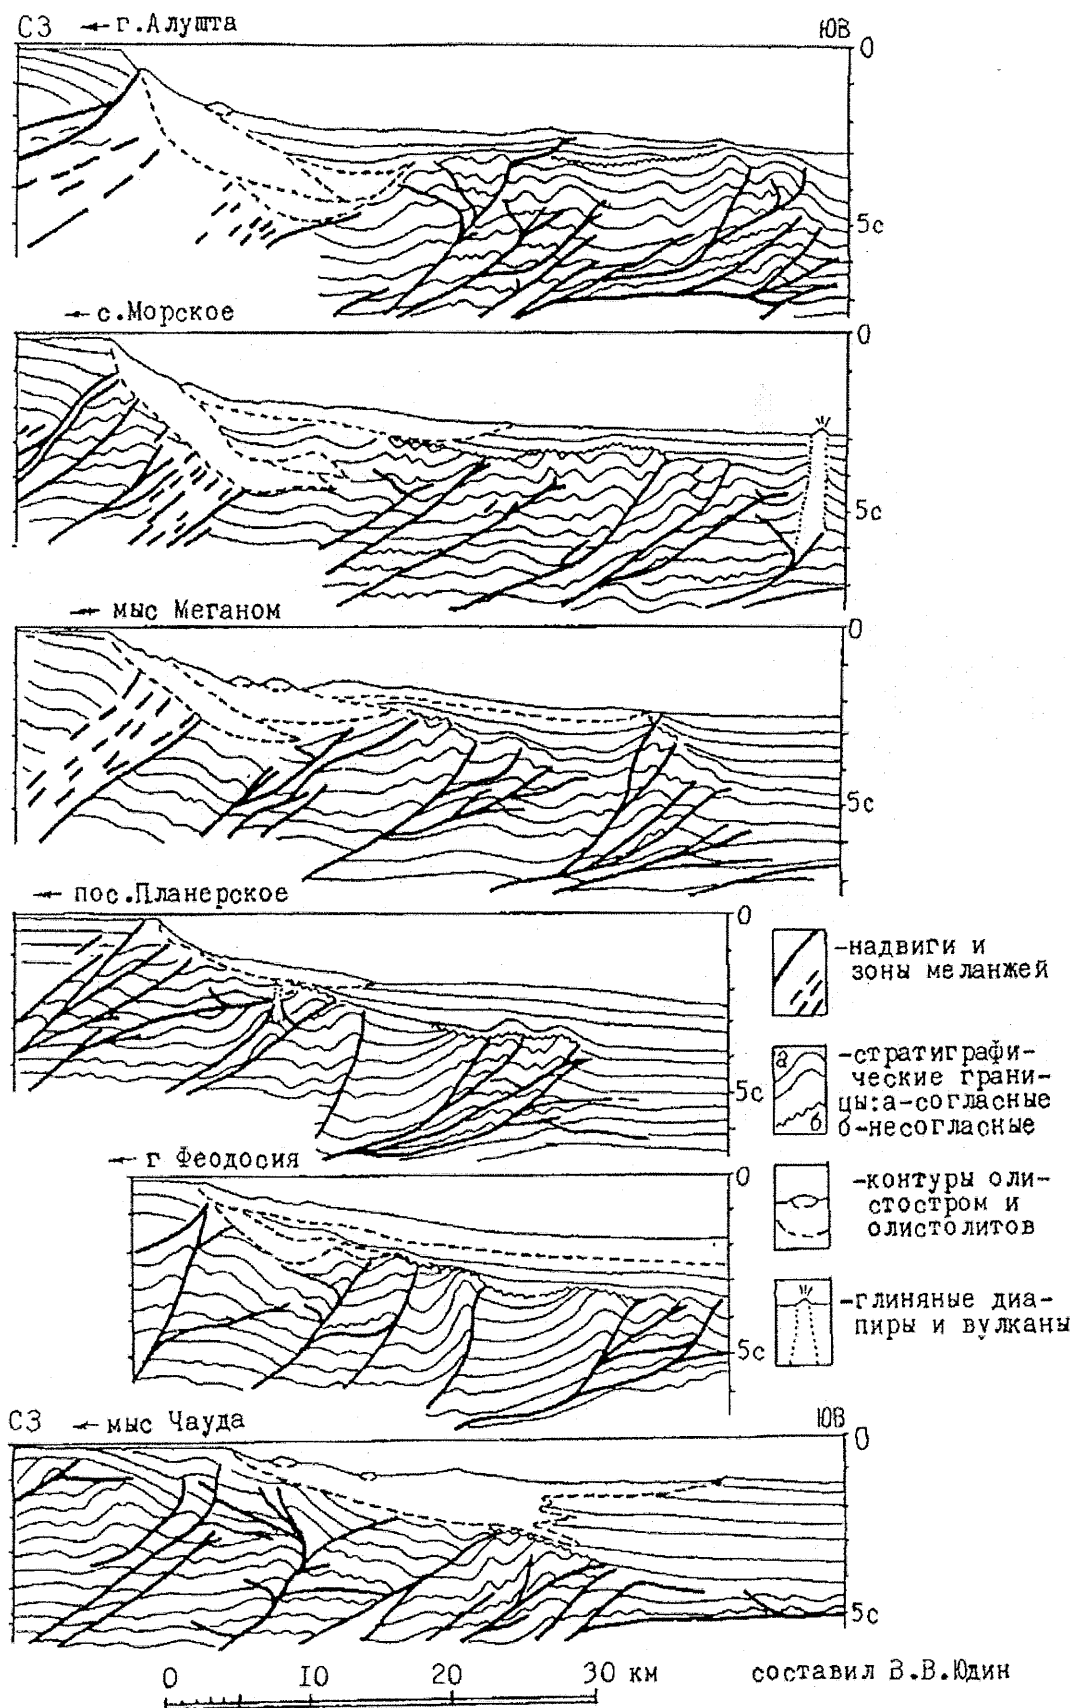 СЗ ← г.Алушта ЮВ
0
5с
← с.Морское
0
5с
← мыс Меганом
0
5с
← пос.Планерское
0
5с
-надвиги и
зоны меланжей
а
б
-стратиграфи-
ческие грани-
цы:а-согласные
б-несогласные
← г Феодосия
0
5с
-контуры оли-
стостром и
олистолитов
-глиняные диа-
пиры и вулканы
СЗ ← мыс Чауда ЮВ
0
5с
0 10 20 30 км
составил В.В.Юдин